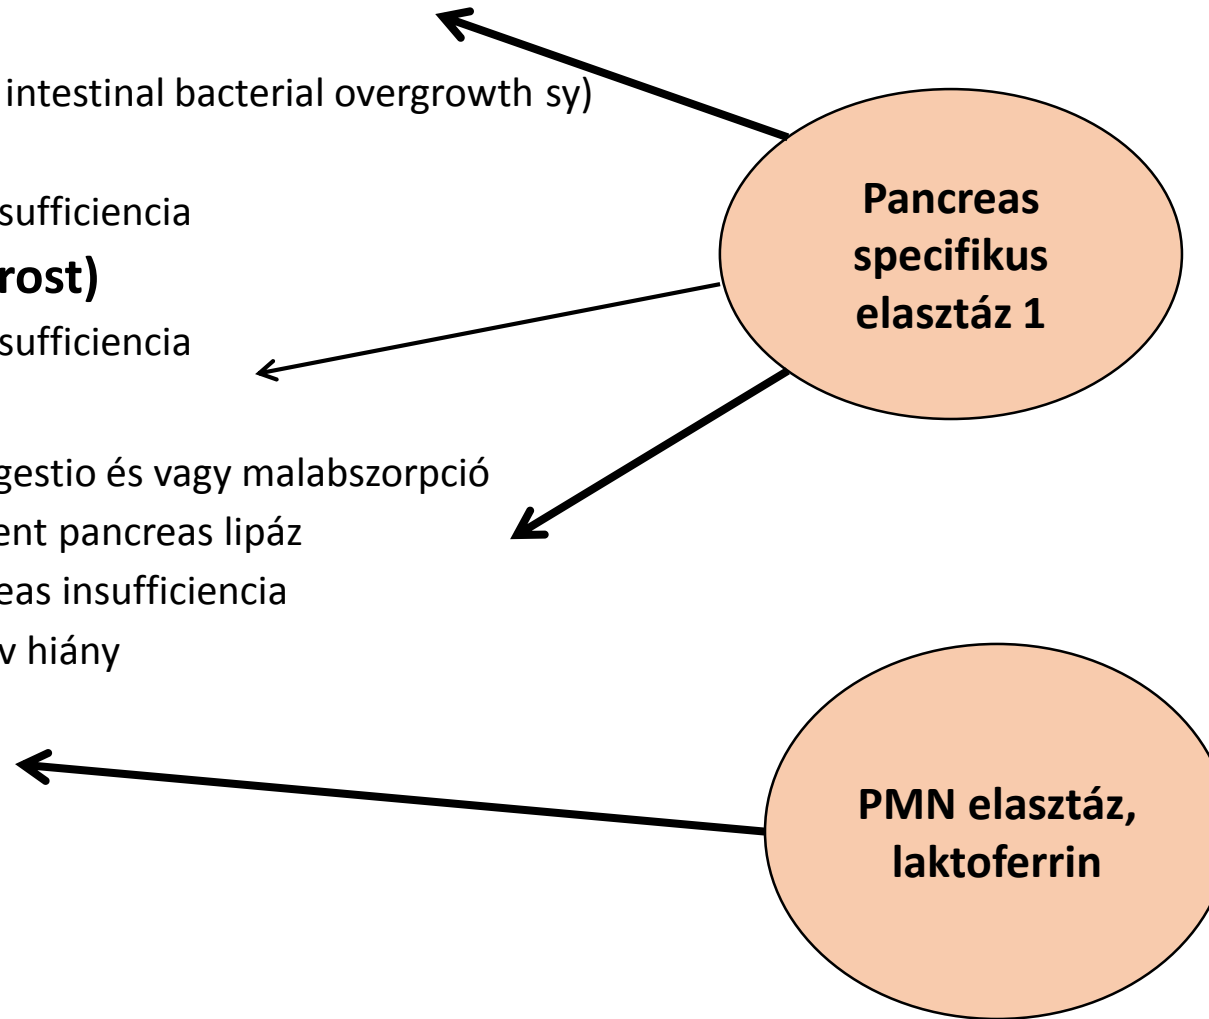 intestinal bacterial overgrowth sy)
sufficiencia
rost)
sufficiencia
gestio és vagy malabszorpció
ent pancreas lipáz
eas insufficiencia
v hiány
Pancreas
specifikus
elasztáz 1
PMN elasztáz,
laktoferrin